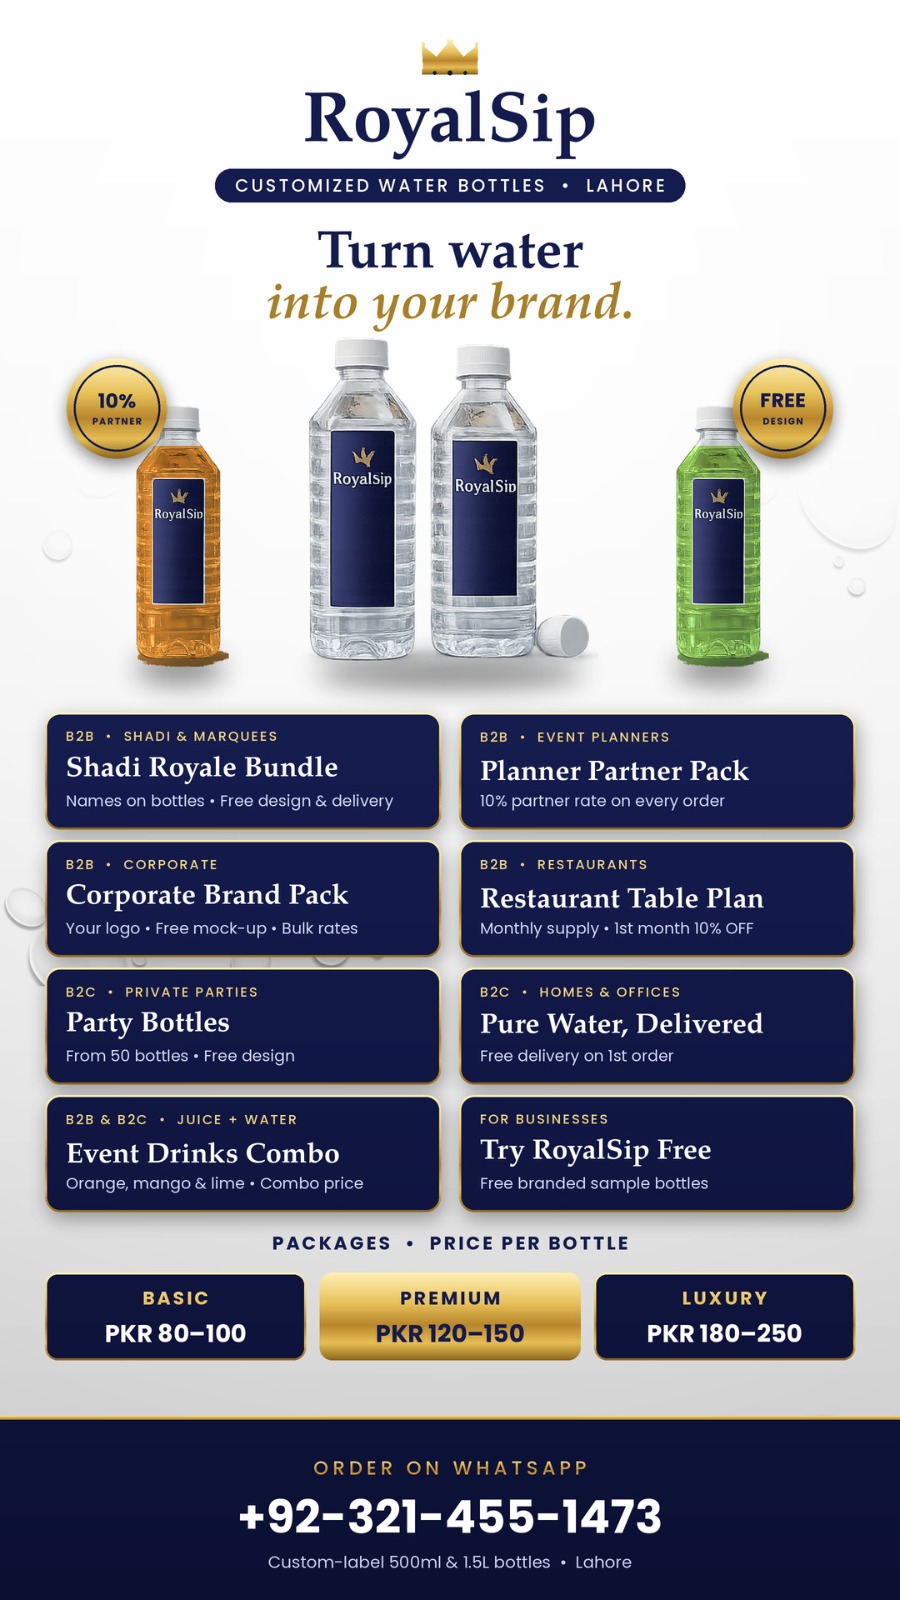 RoyalSip
CUSTOMIZED WATER BOTTLES • LAHORE
Turn water
into your brand.
10%
PARTNER
FREE
DESIGN
RoyalSip
RoyalSip
RoyalSip
RoyalSip
B2B • SHADI & MARQUEES
Shadi Royale Bundle
Names on bottles • Free design & delivery
B2B • EVENT PLANNERS
Planner Partner Pack
10% partner rate on every order
B2B • CORPORATE
Corporate Brand Pack
Your logo • Free mock-up • Bulk rates
B2B • RESTAURANTS
Restaurant Table Plan
Monthly supply • 1st month 10% OFF
B2C • PRIVATE PARTIES
Party Bottles
From 50 bottles • Free design
B2C • HOMES & OFFICES
Pure Water, Delivered
Free delivery on 1st order
B2B & B2C • JUICE + WATER
Event Drinks Combo
Orange, mango & lime • Combo price
FOR BUSINESSES
Try RoyalSip Free
Free branded sample bottles
PACKAGES • PRICE PER BOTTLE
BASIC
PKR 80–100
PREMIUM
PKR 120–150
LUXURY
PKR 180–250
ORDER ON WHATSAPP
+92-321-455-1473
Custom-label 500ml & 1.5L bottles • Lahore